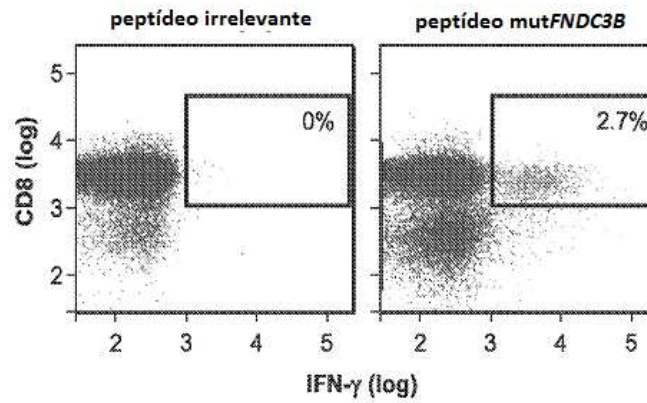 peptídeo irrelevante
peptídeo mutFNDC3B
0%
2.7%
CD8 (log)
5
4
3
2
2 3 4 5
2 3 4 5
IFN-γ (log)